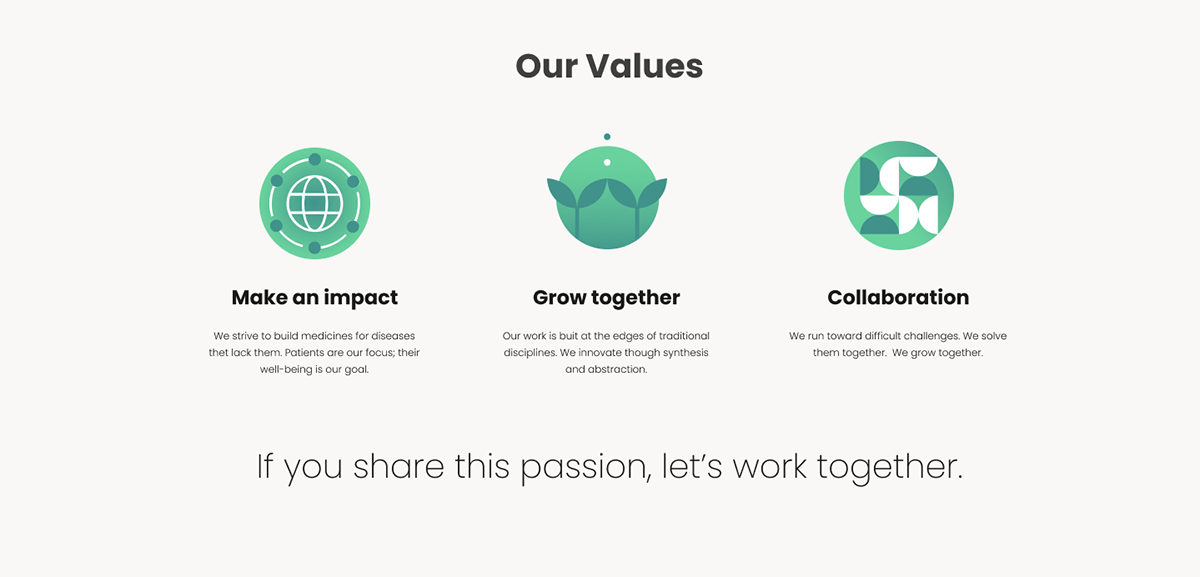 Our Values
Make an impact
We strive to build medicines for diseases
thet lack them. Patients are our focus; their
well-being is our goal.
Grow together
Our work is buit at the edges of traditional
disciplines. We innovate though synthesis
and abstraction.
Collaboration
We run toward difficult challenges. We solve
them together.  We grow together.
If you share this passion, let’s work together.